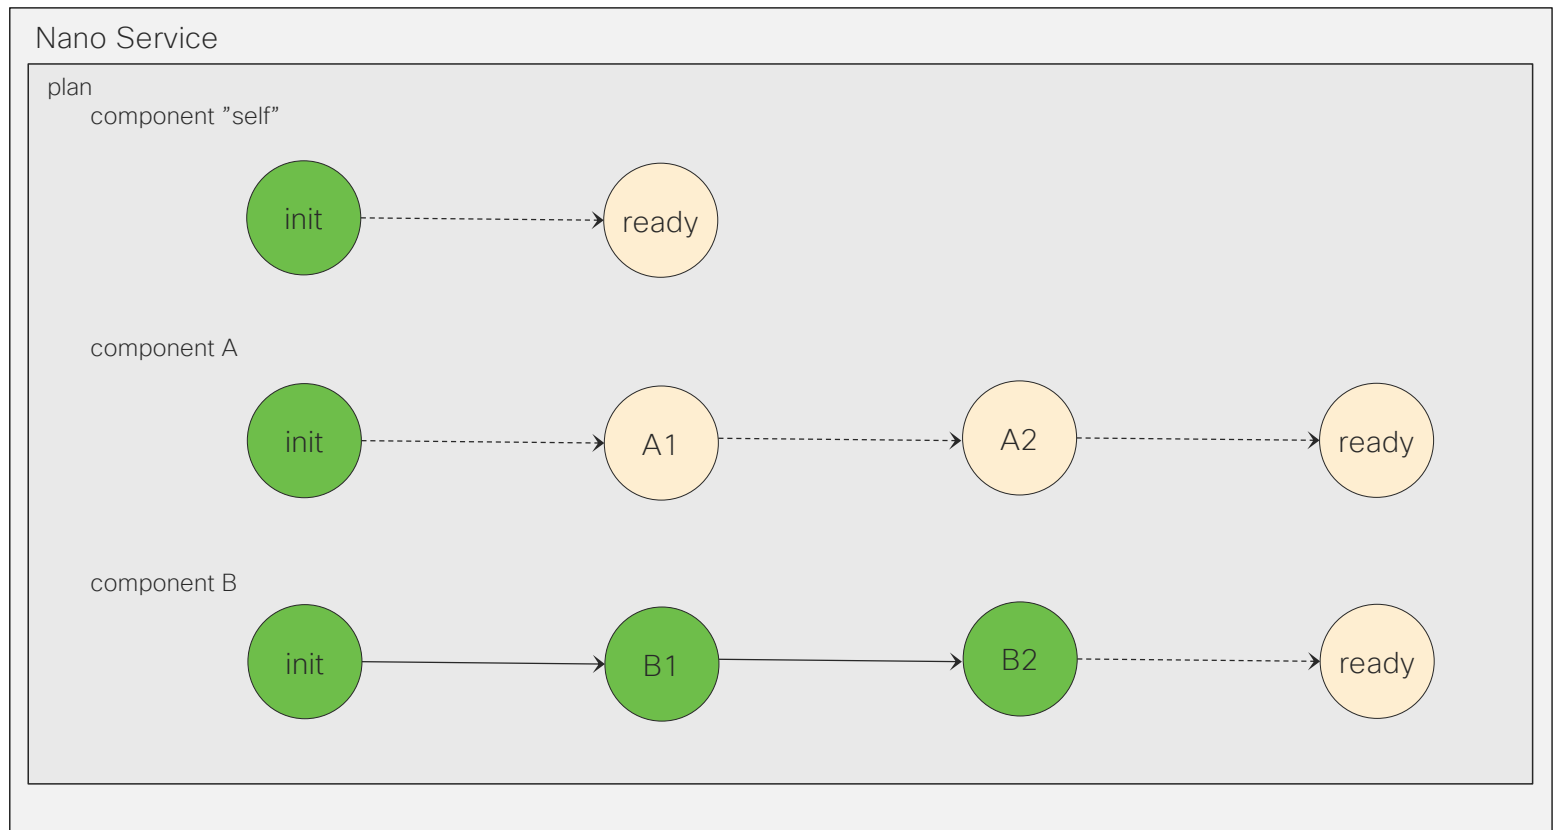 Nano Service
plan
component ”self”
init ready
component A
init A1 A2 ready
component B
init B1 B2 ready